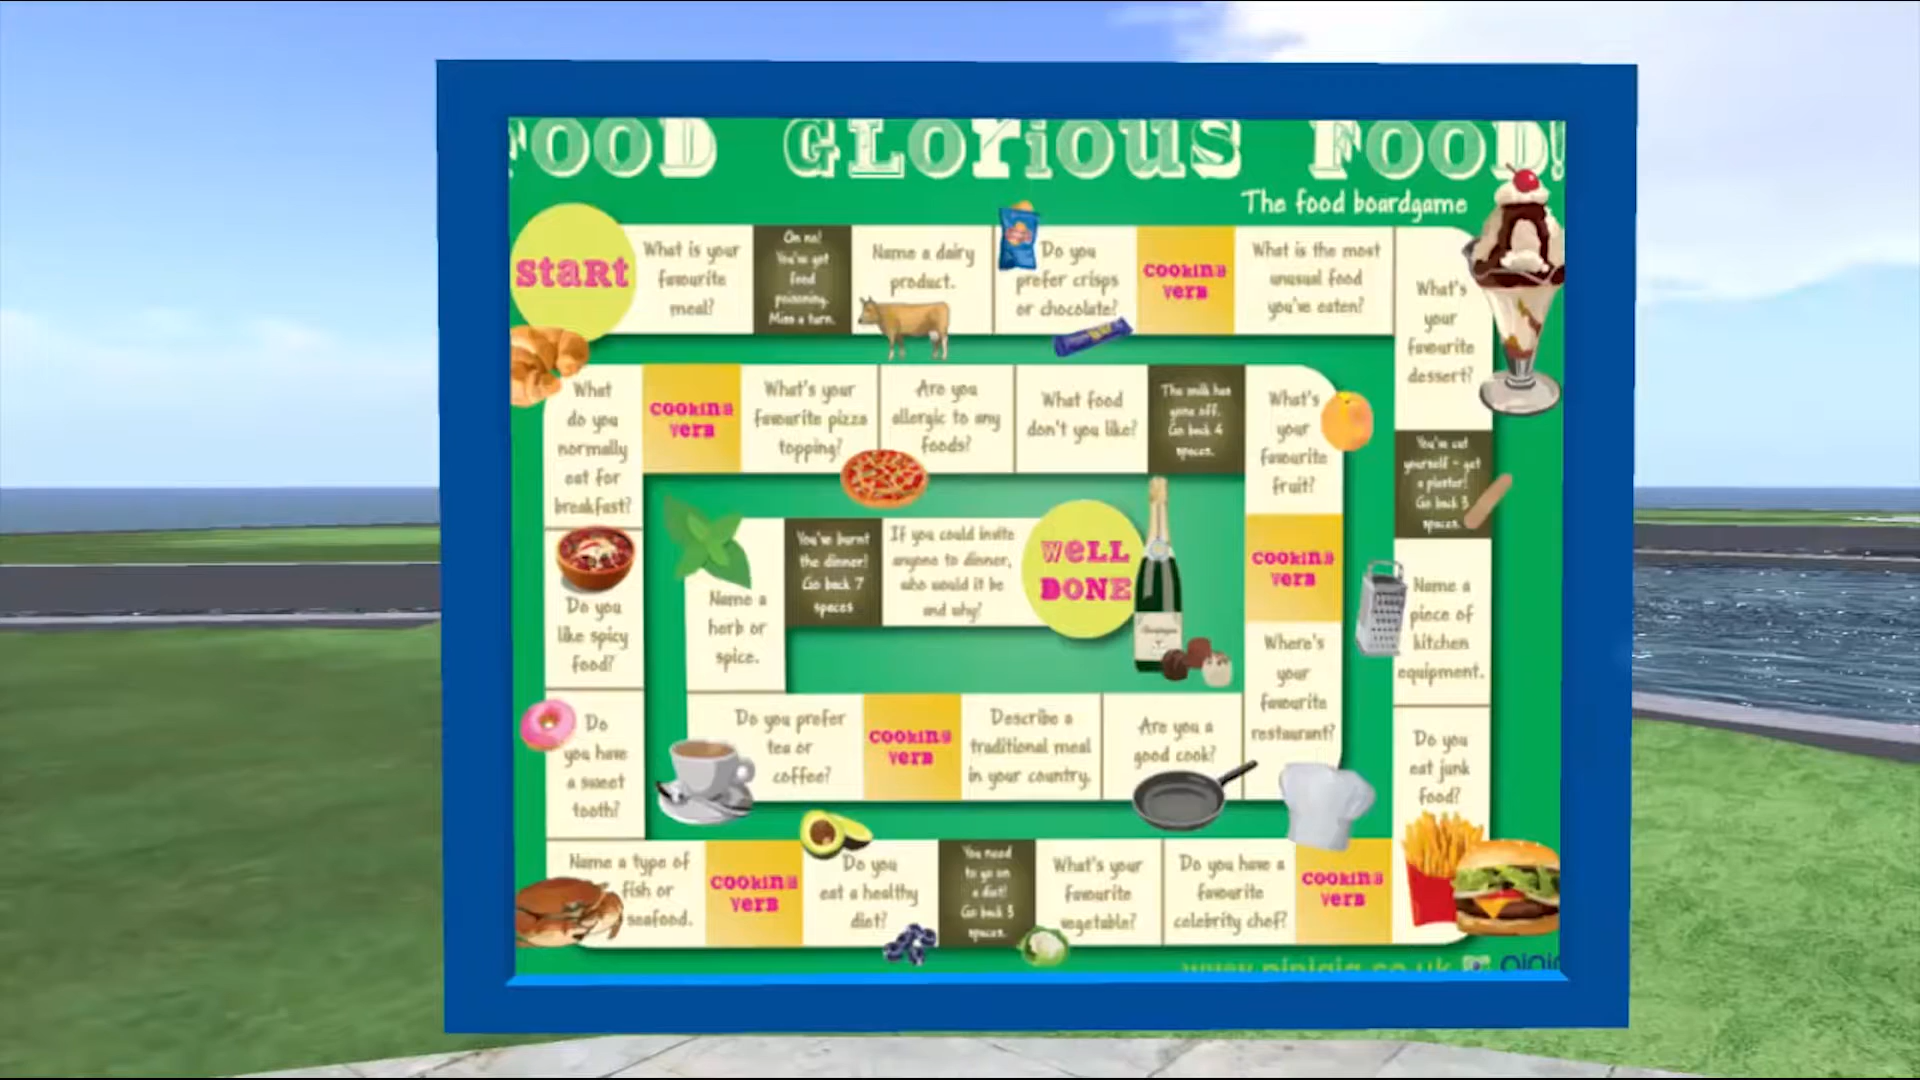 FOOD GLORIOUS FOOD!
The food boardgame
START
What is your
favourite
meal?
On no!
You've got
food
poisoning.
Miss a turn.
Name a dairy
product.
Do you
prefer crisps
or chocolate?
COOKING
VERB
What is the most
unusual food
you've eaten?
What's
your
favourite
dessert?
You've cut
yourself - get
a plaster!
Go back 3
spaces.
Name a
piece of
kitchen
equipment.
Do you
eat junk
food?
COOKING
VERB
Do you have a
favourite
celebrity chef?
What's your
favourite
vegetable?
You need
to go on
a diet!
Go back 3
spaces.
Do you
eat a healthy
diet?
COOKING
VERB
Name a type of
fish or
seafood.
Do
you have
a sweet
tooth?
Do you
like spicy
food?
What
do you
normally
eat for
breakfast?
COOKING
VERB
What's your
favourite pizza
topping?
Are you
allergic to any
foods?
What food
don't you like?
The milk has
gone off.
Go back 4
spaces.
What's
your
favourite
fruit?
COOKING
VERB
Where's
your
favourite
restaurant?
Are you a
good cook?
Describe a
traditional meal
in your country.
COOKING
VERB
Do you prefer
tea or
coffee?
Name a
herb or
spice.
You've burnt
the dinner!
Go back 7
spaces
If you could invite
anyone to dinner,
who would it be
and why?
WELL
DONE